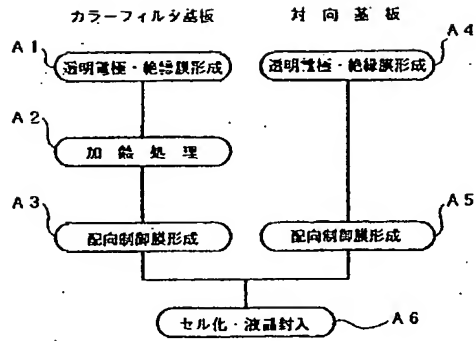 カラーフィルタ基板
対向基板
A1
透明電極・絶縁膜形成
A4
透明電極・絶縁膜形成
A2
加熱処理
A3
配向制御膜形成
A5
配向制御膜形成
セル化・液晶封入
A6